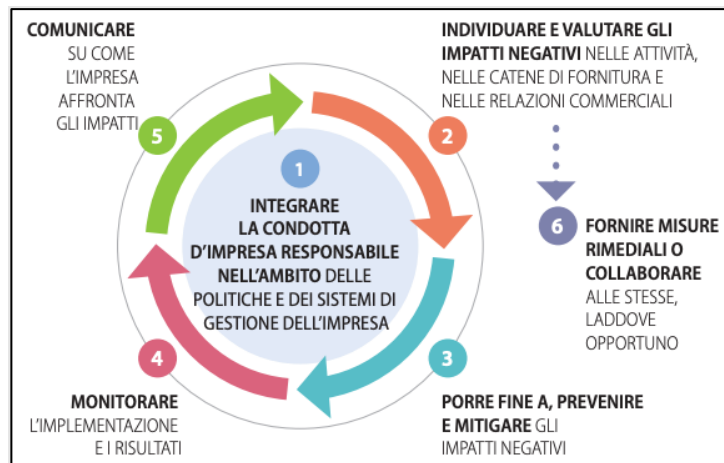 1
INTEGRARE
LA CONDOTTA
D'IMPRESA RESPONSABILE
NELL'AMBITO DELLE
POLITICHE E DEI SISTEMI DI
GESTIONE DELL'IMPRESA
2
INDIVIDUARE E VALUTARE GLI
IMPATTI NEGATIVI NELLE ATTIVITÀ,
NELLE CATENE DI FORNITURA E
NELLE RELAZIONI COMMERCIALI
3
PORRE FINE A, PREVENIRE
E MITIGARE GLI
IMPATTI NEGATIVI
4
MONITORARE
L'IMPLEMENTAZIONE
E I RISULTATI
5
COMUNICARE
SU COME
L'IMPRESA
AFFRONTA
GLI IMPATTI
6
FORNIRE MISURE
RIMEDIALI O
COLLABORARE
ALLE STESSE,
LADDOVE
OPPORTUNO